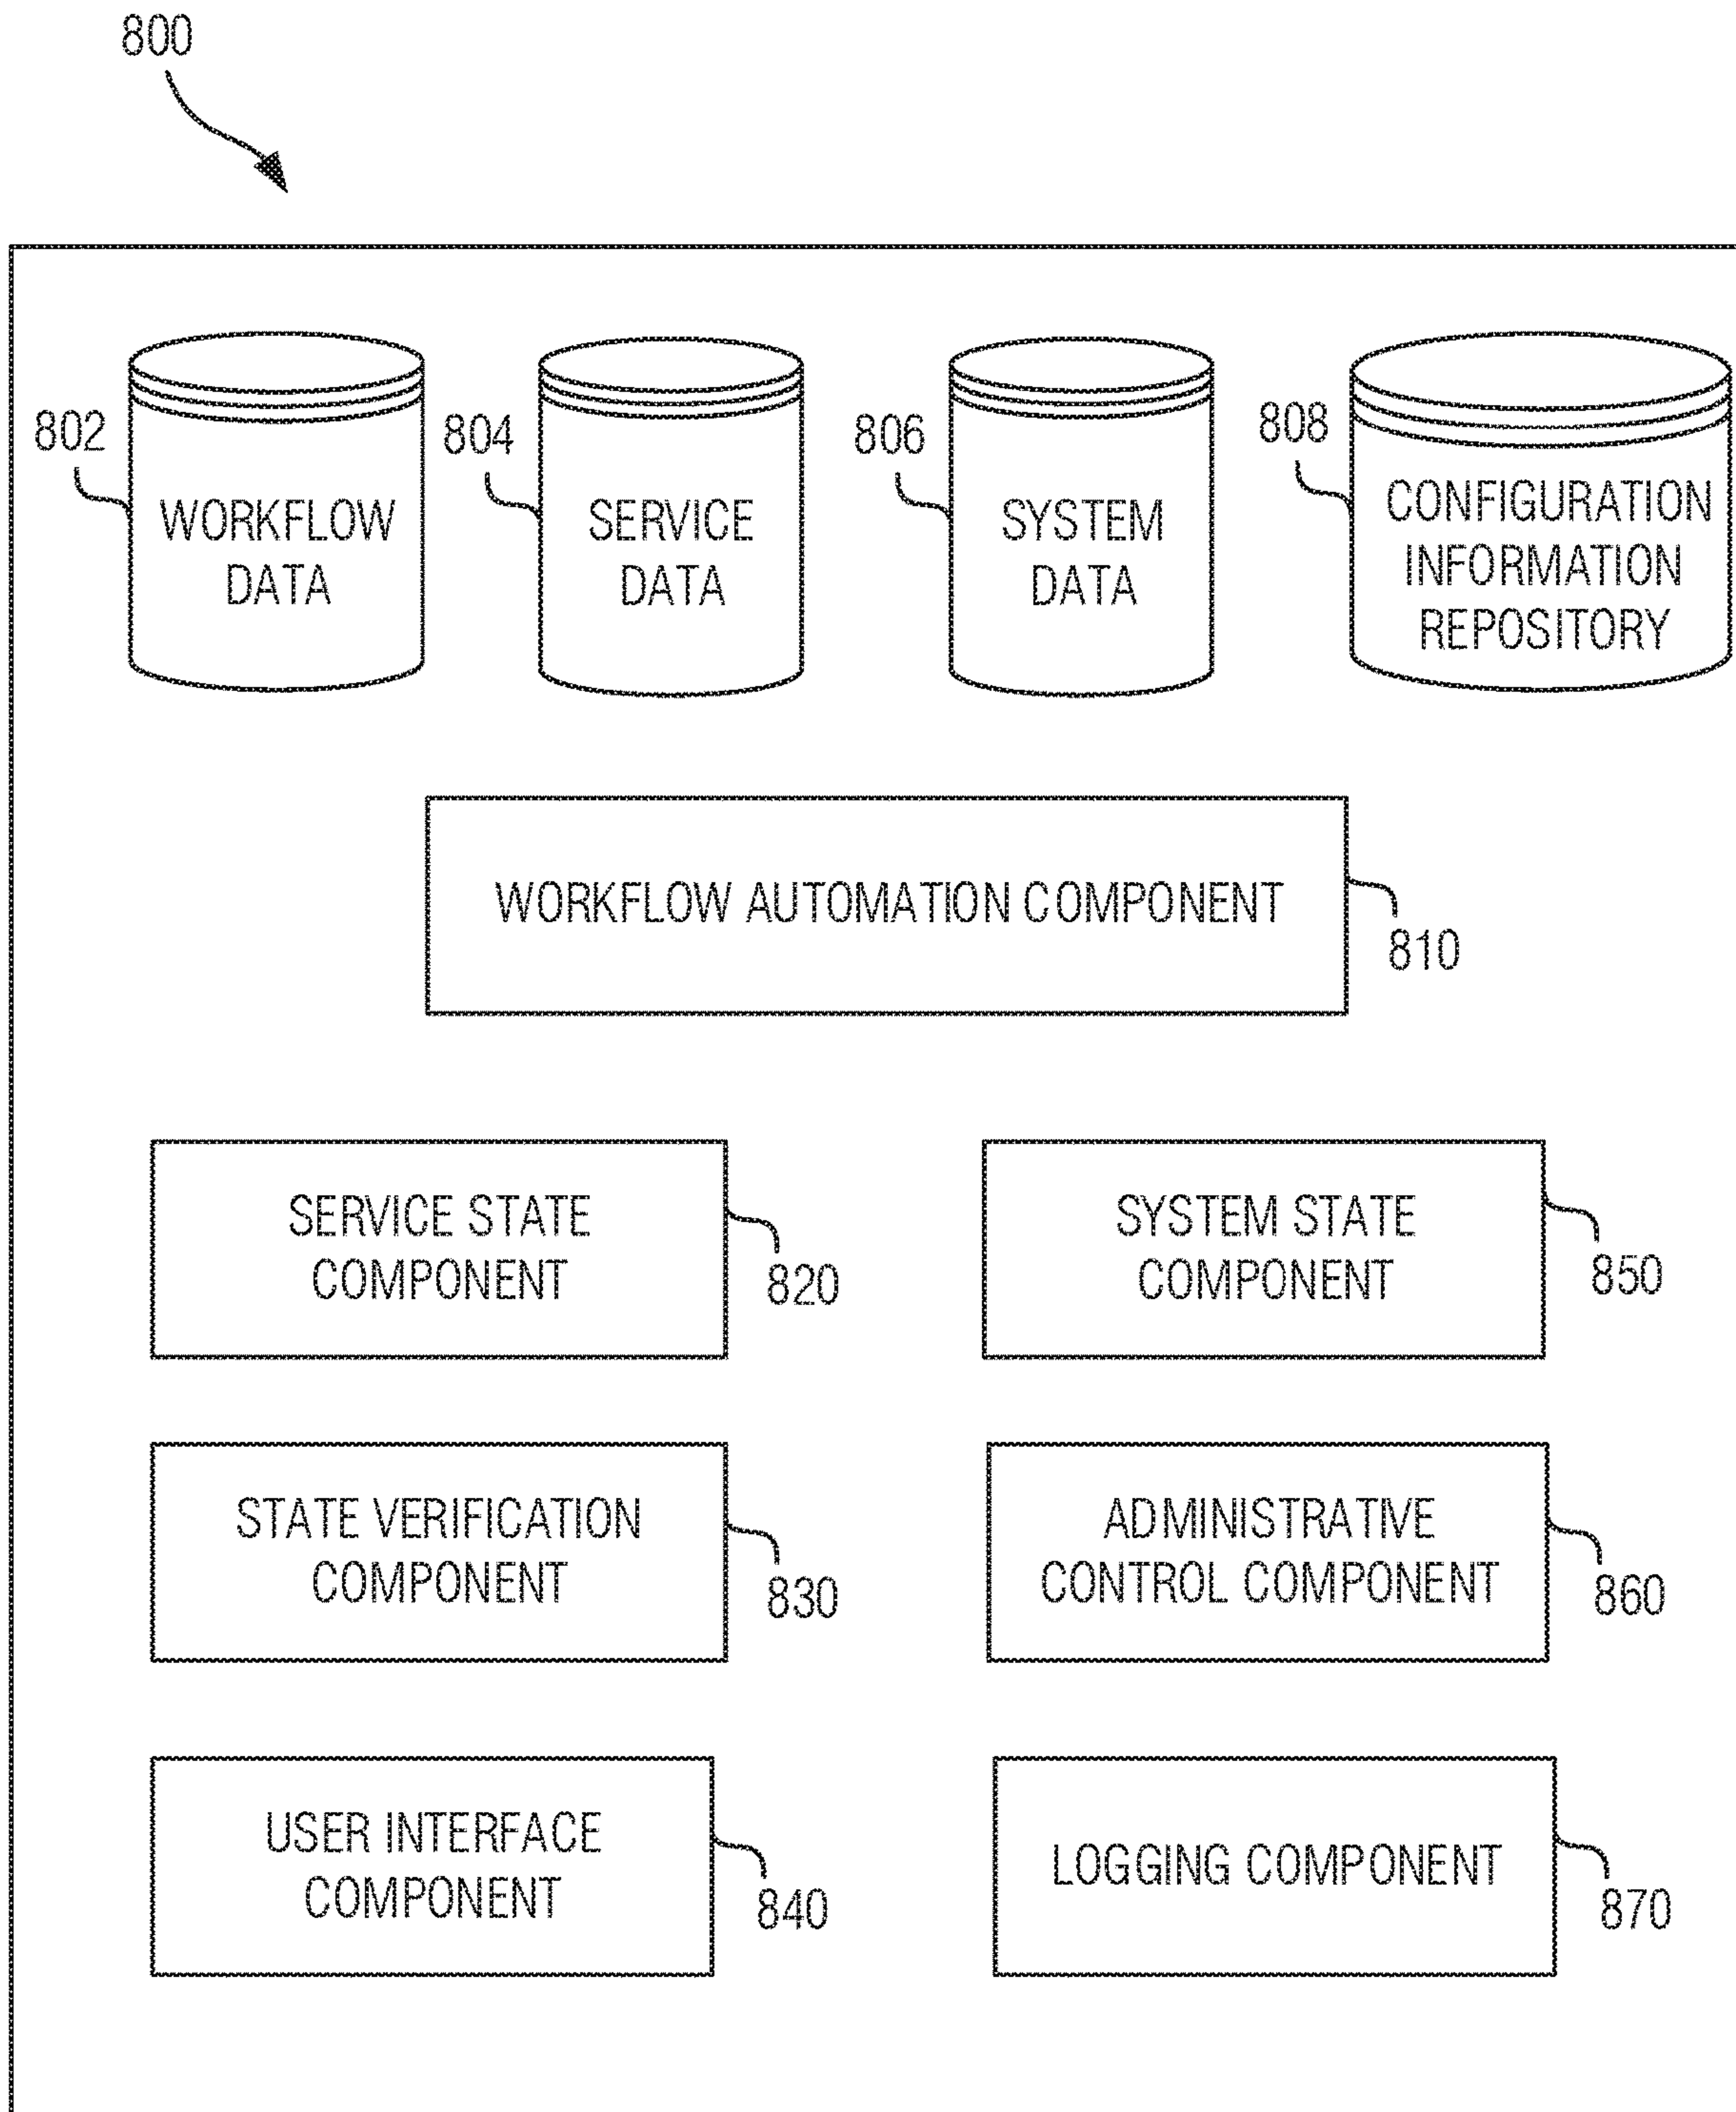 800
802
WORKFLOW
DATA
804
SERVICE
DATA
806
SYSTEM
DATA
808
CONFIGURATION
INFORMATION
REPOSITORY
WORKFLOW AUTOMATION COMPONENT
810
SERVICE STATE
COMPONENT
820
SYSTEM STATE
COMPONENT
850
STATE VERIFICATION
COMPONENT
830
ADMINISTRATIVE
CONTROL COMPONENT
860
USER INTERFACE
COMPONENT
840
LOGGING COMPONENT
870